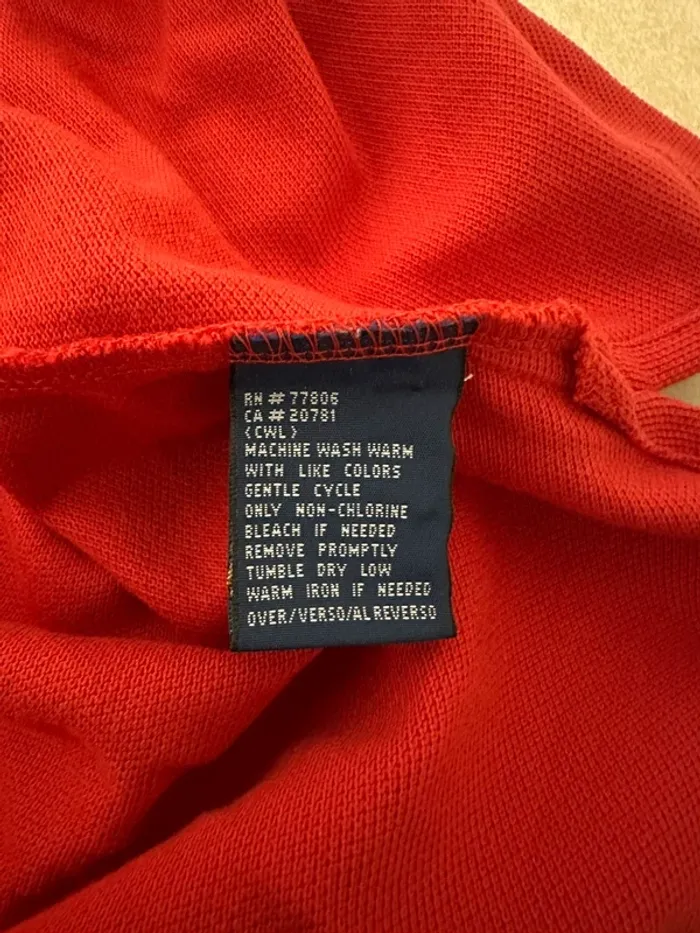 RN # 77806
CA # 20781
<CWL>
MACHINE WASH WARM
WITH LIKE COLORS
GENTLE CYCLE
ONLY NON-CHLORINE
BLEACH IF NEEDED
REMOVE PROMPTLY
TUMBLE DRY LOW
WARM IRON IF NEEDED
OVER/VERSO/AL REVERSO